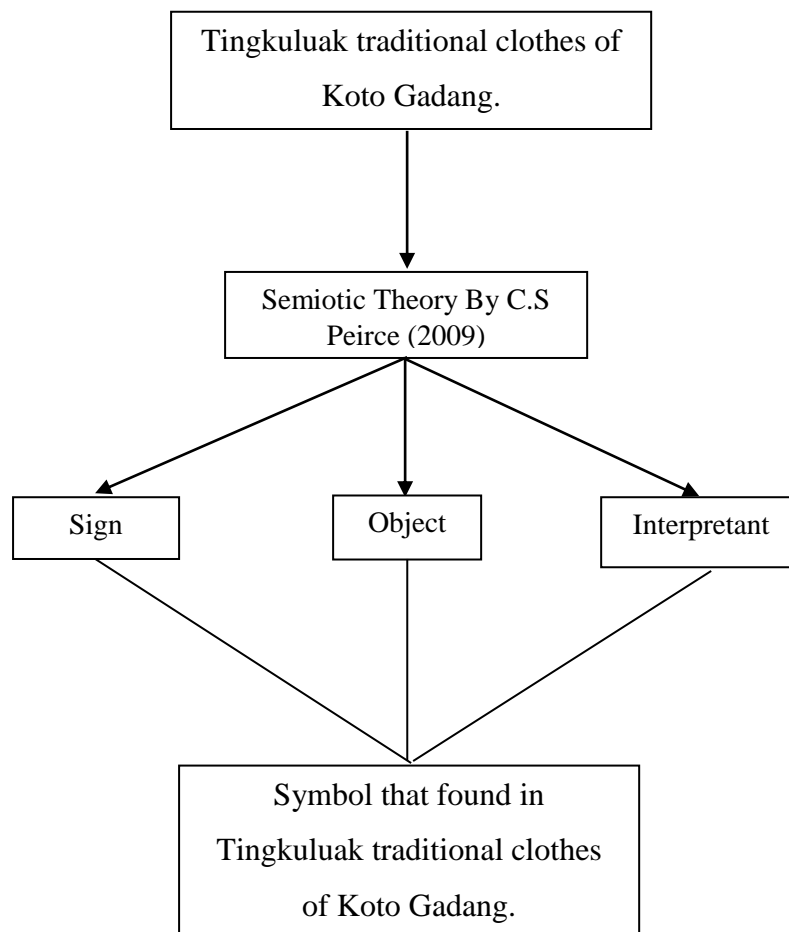 Tingkuluak traditional clothes of
Koto Gadang.
Semiotic Theory By C.S
Peirce (2009)
Sign
Object
Interpretant
Symbol that found in
Tingkuluak traditional clothes
of Koto Gadang.